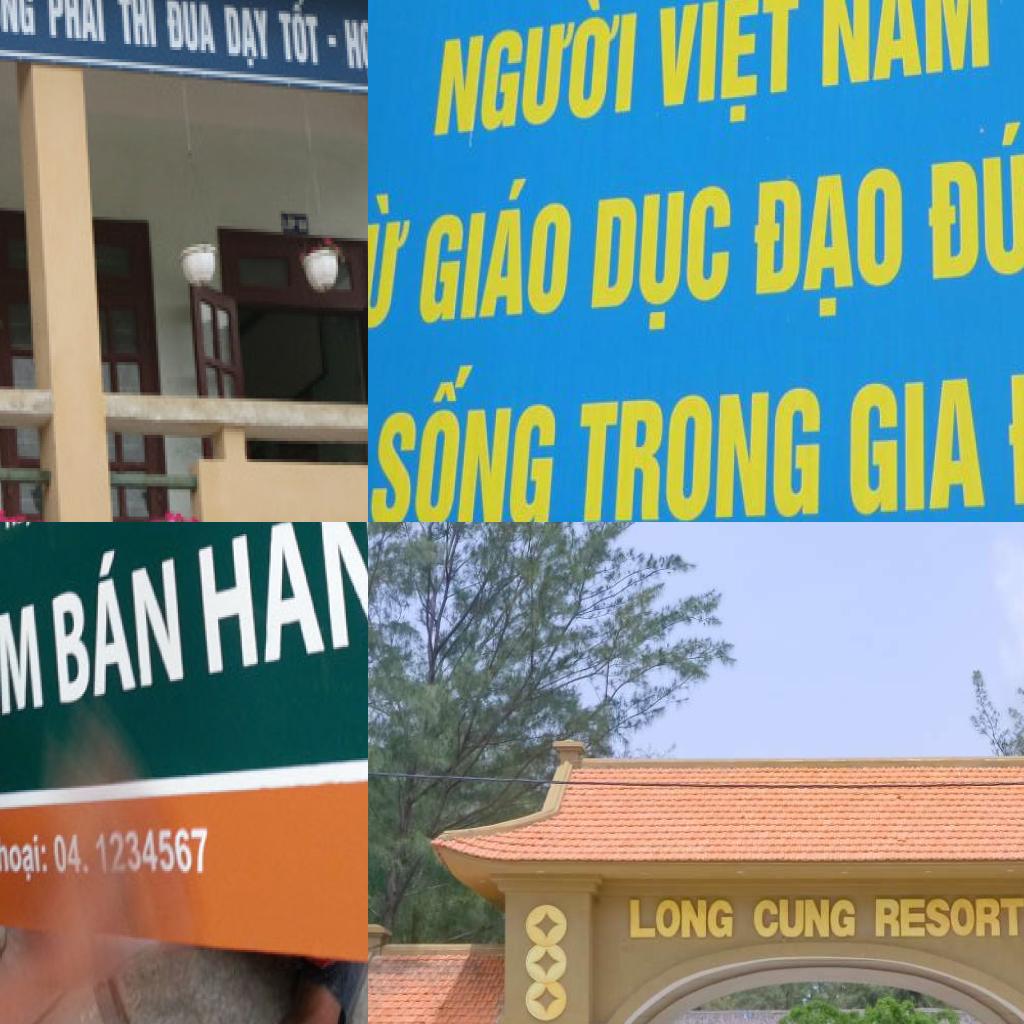 PHẢI THI ĐUA DẠY TỐT -
NGƯỜI VIỆT NAM
GIÁO DỤC ĐẠO
SỐNG TRONG GIA
BÁN
04. 1234567
LONG CUNG RESORT